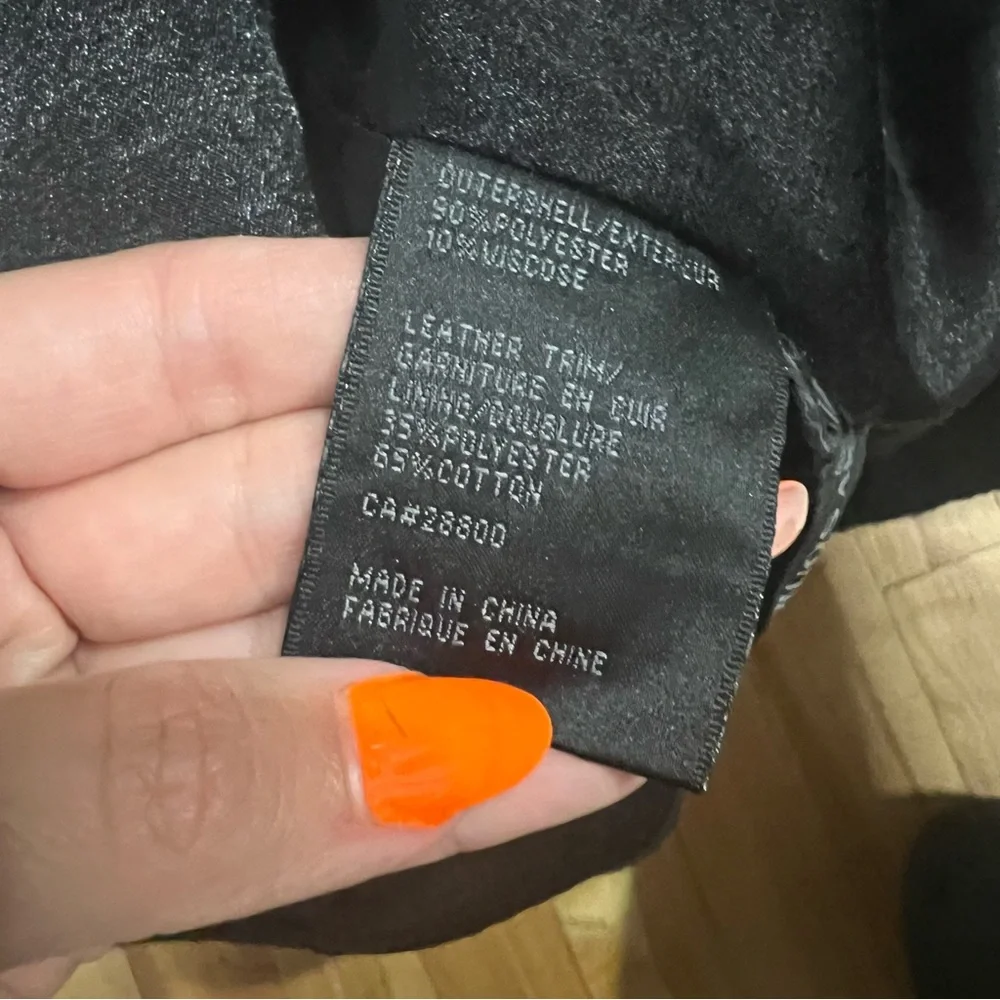 OUTERSHELL/EXTERIEUR
90%POLYESTER
10%VISCOSE
LEATHER TRIM/
GARNITURE EN CUIR
LINING/DOUBLURE
35%POLYESTER
65%COTTON
CA#28800
MADE IN CHINA
FABRIQUE EN CHINE